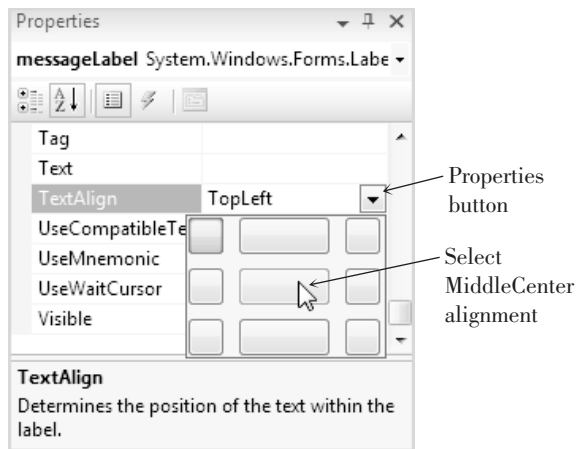 Properties
messageLabel System.Windows.Forms.Labe
A
Z
Tag
Text
TextAlign TopLeft
Properties
button
UseCompatibleTe
UseMnemonic
UseWaitCursor
Visible
Select
MiddleCenter
alignment
TextAlign
Determines the position of the text within the
label.